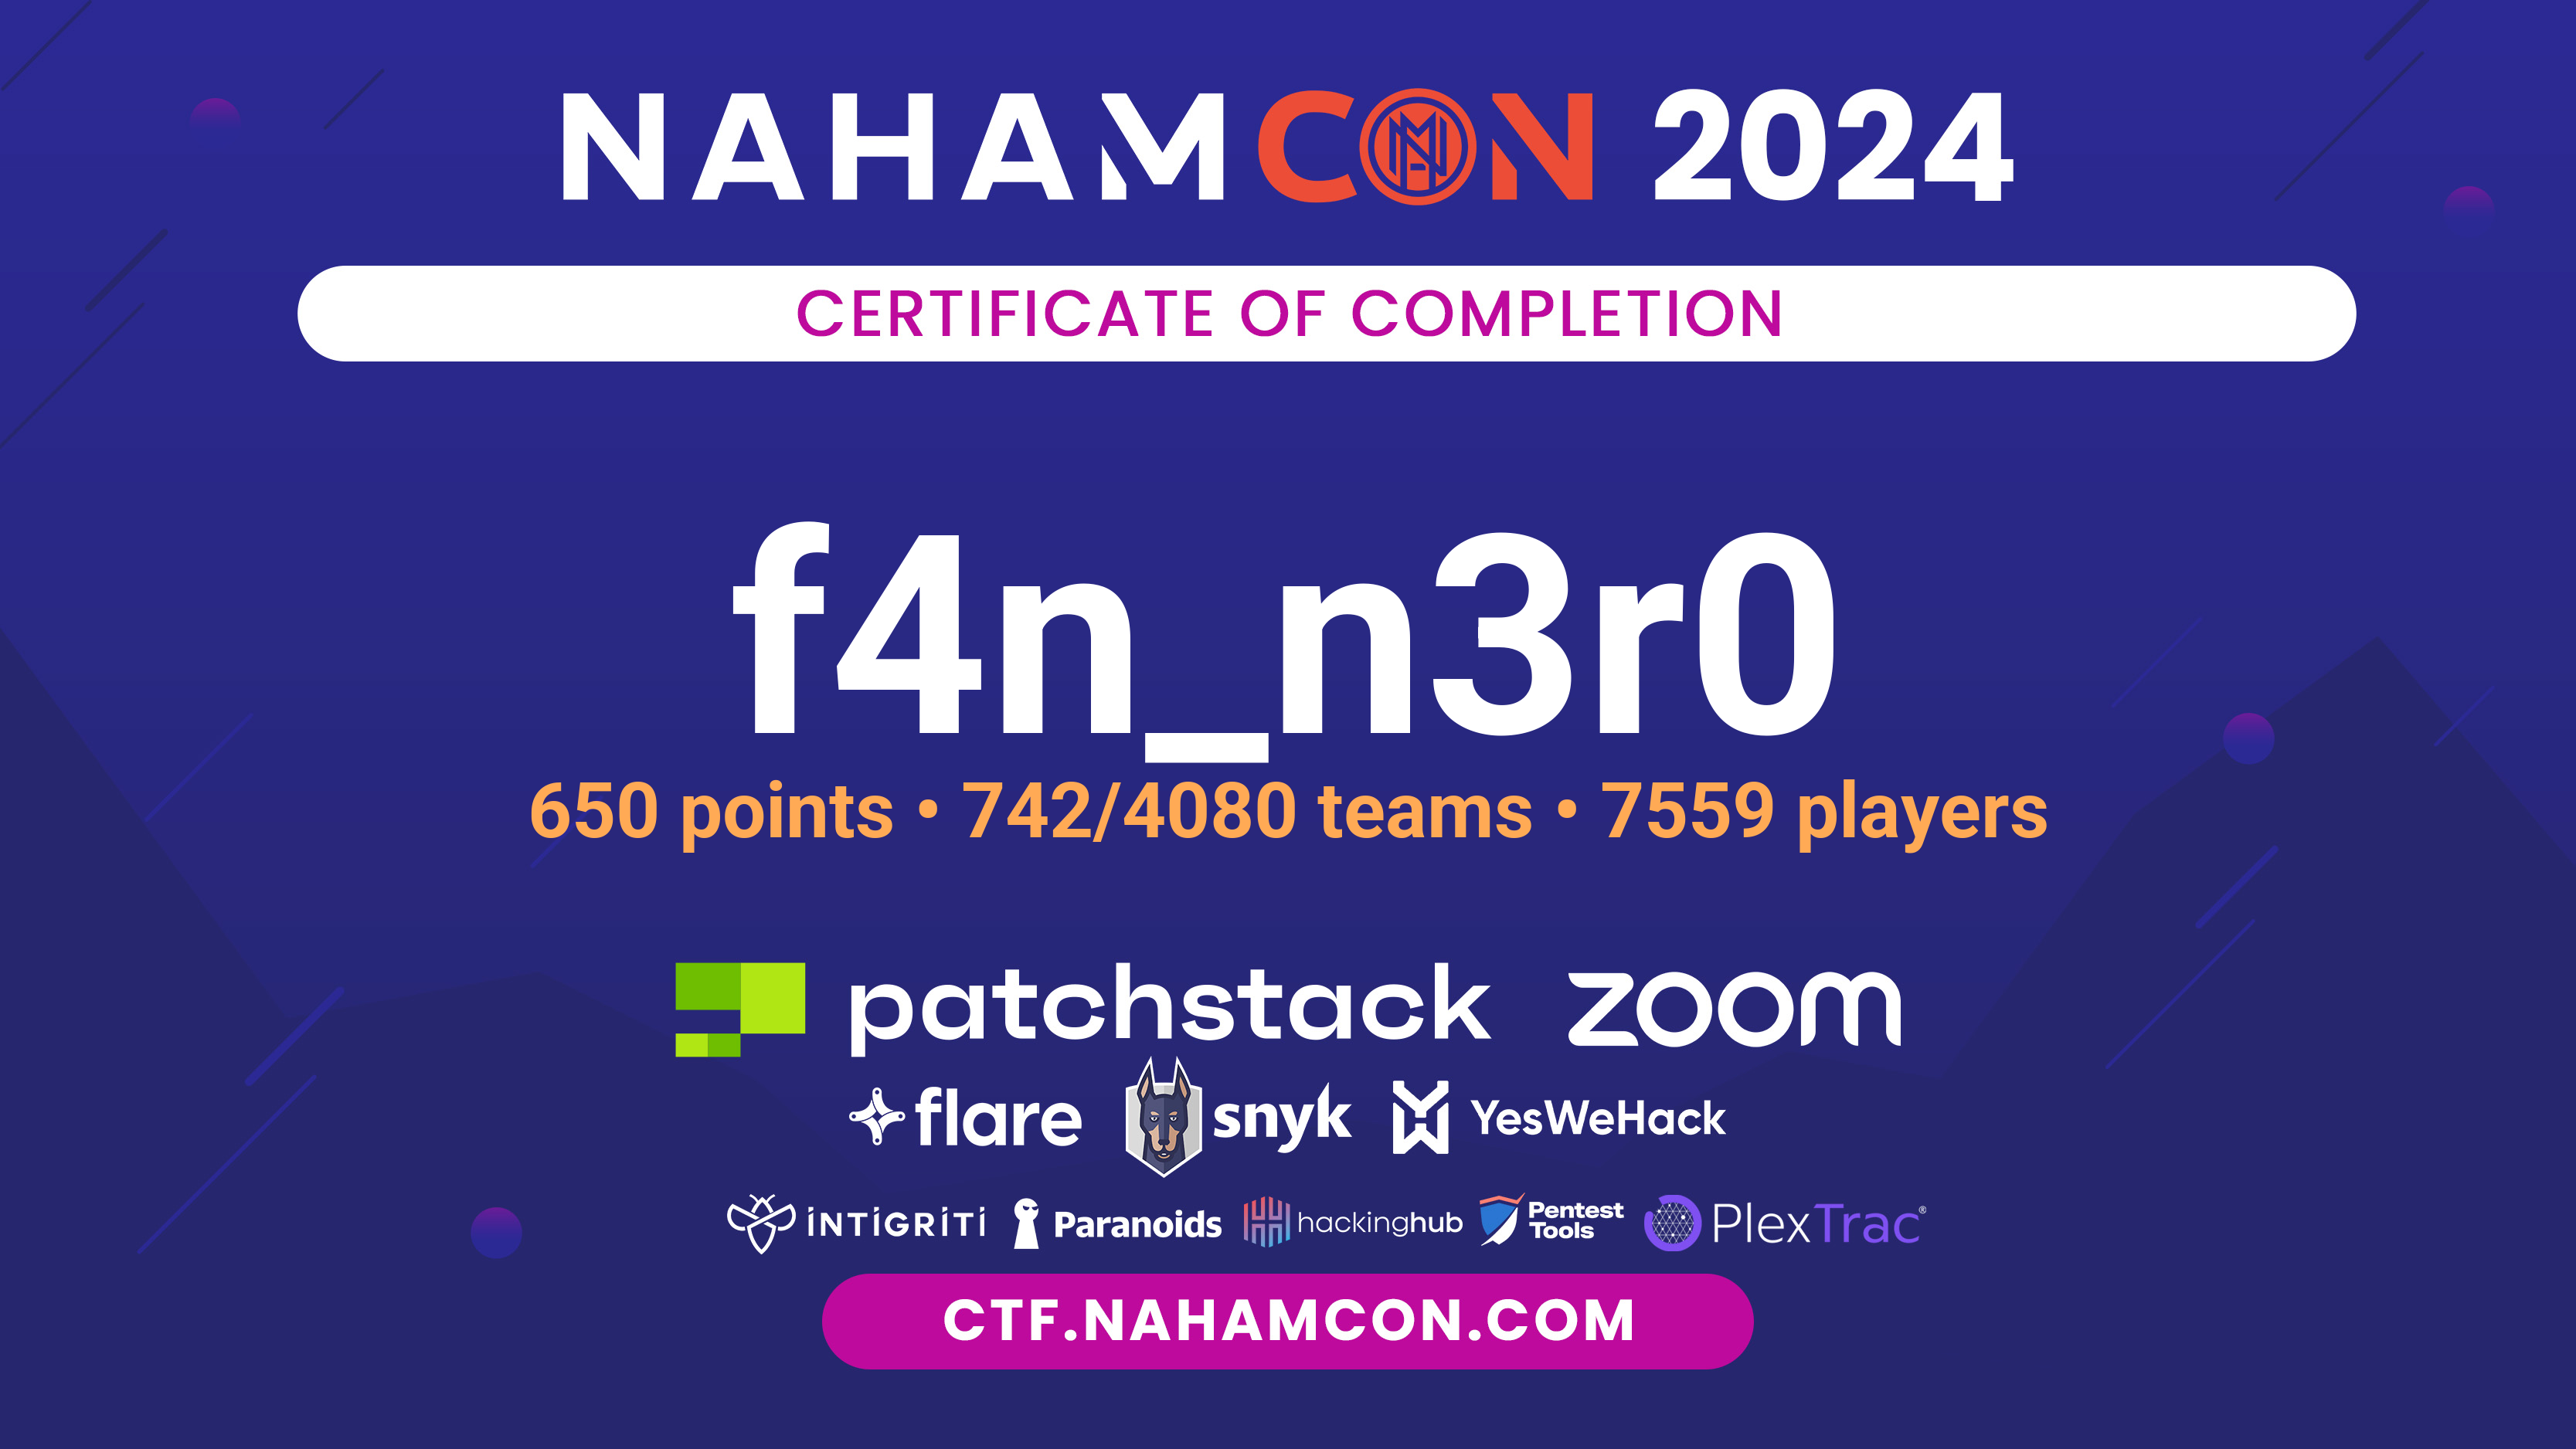 NAHAMCON 2024
CERTIFICATE OF COMPLETION
f4n_n3r0
650 points • 742/4080 teams • 7559 players
patchstack zoom
flare snyk YesWeHack
INTIGRITI Paranoids hackinghub Pentest Tools PlexTrac®
CTF.NAHAMCON.COM